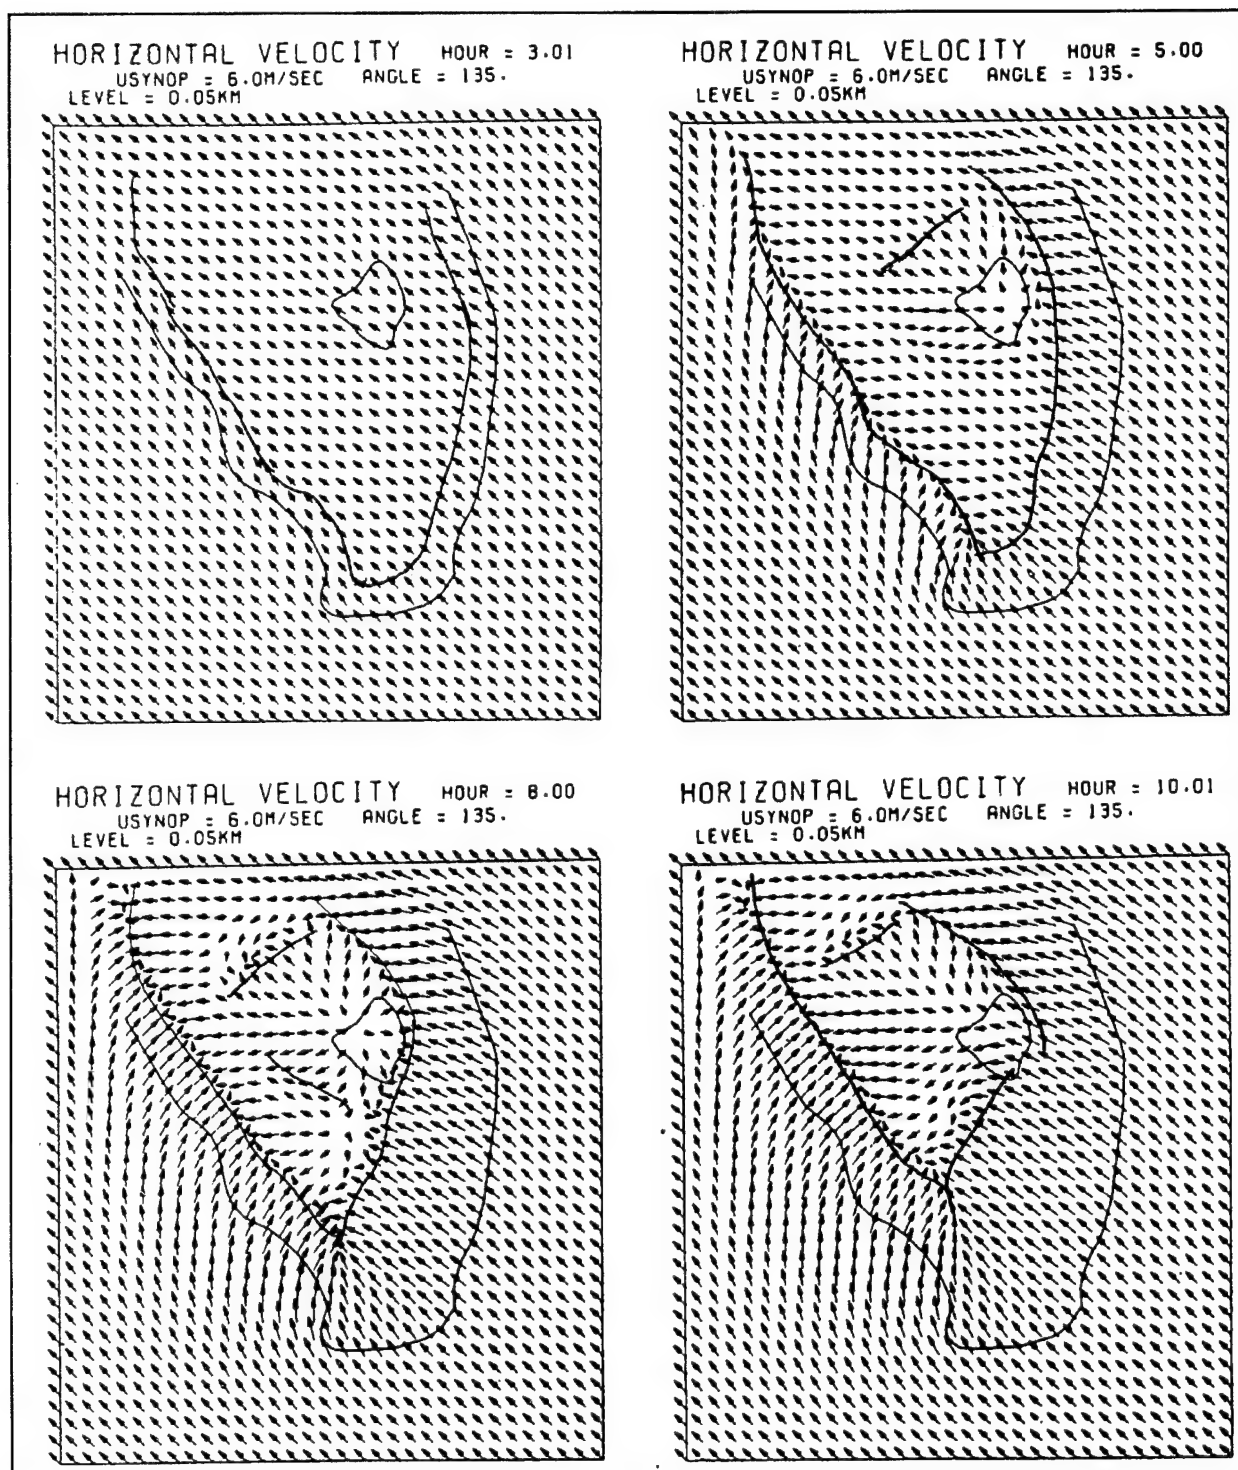 HORIZONTAL VELOCITY HOUR = 3.01
USYNOP = 6.0M/SEC ANGLE = 135.
LEVEL = 0.05KM
HORIZONTAL VELOCITY HOUR = 5.00
USYNOP = 6.0M/SEC ANGLE = 135.
LEVEL = 0.05KM
HORIZONTAL VELOCITY HOUR = 8.00
USYNOP = 6.0M/SEC ANGLE = 135.
LEVEL = 0.05KM
HORIZONTAL VELOCITY HOUR = 10.01
USYNOP = 6.0M/SEC ANGLE = 135.
LEVEL = 0.05KM